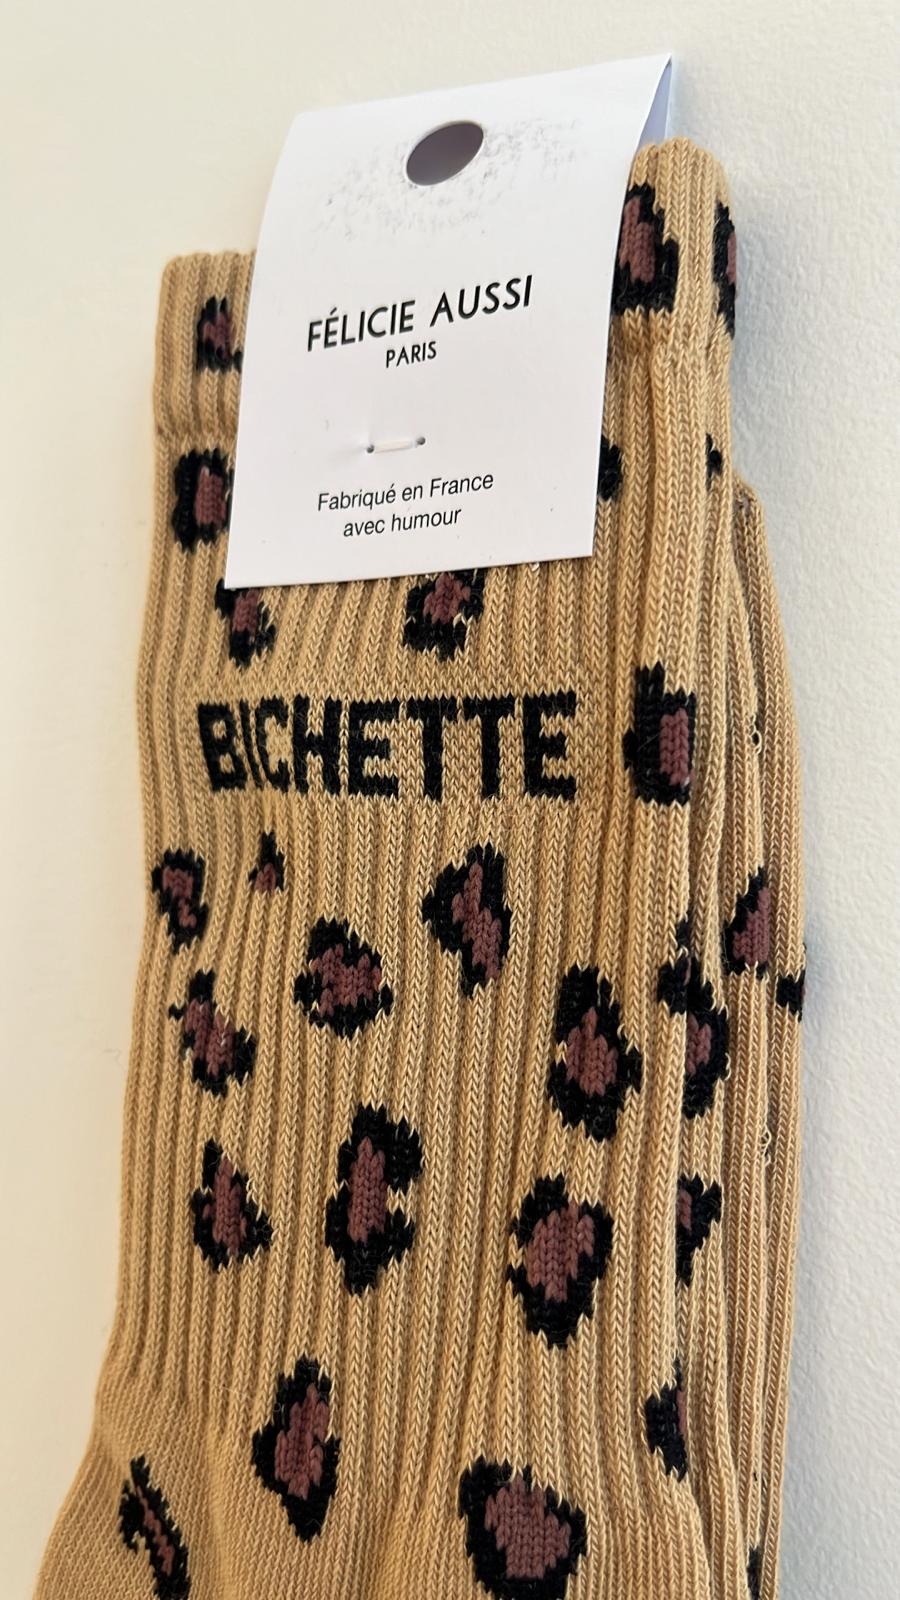 FÉLICIE AUSSI
PARIS
Fabriqué en France
avec humour
BICHETTE